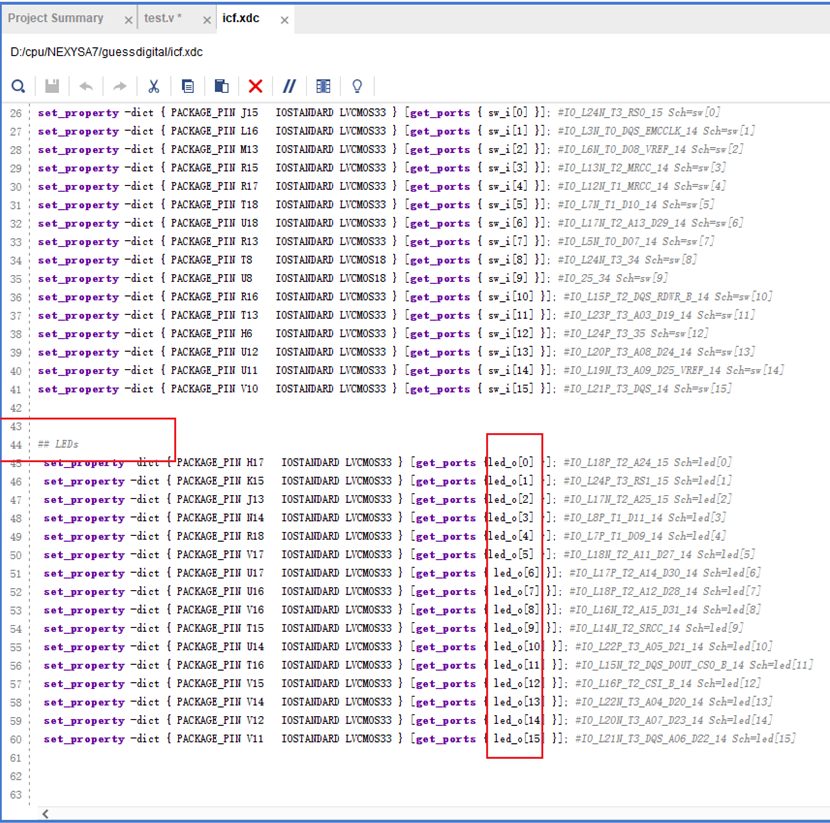 Project Summary × test.v * × icf.xdc ×
D:/cpu/NEXYSA7/guessdigital/icf.xdc
26 set_property -dict { PACKAGE_PIN J15 IOSTANDARD LVCMOS33 } [get_ports { sw_i[0] }]; #IO_L24N_T3_RS0_15 Sch=sw[0]
27 set_property -dict { PACKAGE_PIN L16 IOSTANDARD LVCMOS33 } [get_ports { sw_i[1] }]; #IO_L3N_T0_DQS_EMCCLK_14 Sch=sw[1]
28 set_property -dict { PACKAGE_PIN M13 IOSTANDARD LVCMOS33 } [get_ports { sw_i[2] }]; #IO_L6N_T0_D08_VREF_14 Sch=sw[2]
29 set_property -dict { PACKAGE_PIN R15 IOSTANDARD LVCMOS33 } [get_ports { sw_i[3] }]; #IO_L13N_T2_MRCC_14 Sch=sw[3]
30 set_property -dict { PACKAGE_PIN R17 IOSTANDARD LVCMOS33 } [get_ports { sw_i[4] }]; #IO_L12N_T1_MRCC_14 Sch=sw[4]
31 set_property -dict { PACKAGE_PIN T18 IOSTANDARD LVCMOS33 } [get_ports { sw_i[5] }]; #IO_L7N_T1_D10_14 Sch=sw[5]
32 set_property -dict { PACKAGE_PIN U18 IOSTANDARD LVCMOS33 } [get_ports { sw_i[6] }]; #IO_L17N_T2_A13_D29_14 Sch=sw[6]
33 set_property -dict { PACKAGE_PIN R13 IOSTANDARD LVCMOS33 } [get_ports { sw_i[7] }]; #IO_L5N_T0_D07_14 Sch=sw[7]
34 set_property -dict { PACKAGE_PIN T8 IOSTANDARD LVCMOS18 } [get_ports { sw_i[8] }]; #IO_L24N_T3_34 Sch=sw[8]
35 set_property -dict { PACKAGE_PIN U8 IOSTANDARD LVCMOS18 } [get_ports { sw_i[9] }]; #IO_25_34 Sch=sw[9]
36 set_property -dict { PACKAGE_PIN R16 IOSTANDARD LVCMOS33 } [get_ports { sw_i[10] }]; #IO_L15P_T2_DQS_RDWR_B_14 Sch=sw[10]
37 set_property -dict { PACKAGE_PIN T13 IOSTANDARD LVCMOS33 } [get_ports { sw_i[11] }]; #IO_L23P_T3_A03_D19_14 Sch=sw[11]
38 set_property -dict { PACKAGE_PIN H6 IOSTANDARD LVCMOS33 } [get_ports { sw_i[12] }]; #IO_L24P_T3_35 Sch=sw[12]
39 set_property -dict { PACKAGE_PIN U12 IOSTANDARD LVCMOS33 } [get_ports { sw_i[13] }]; #IO_L20P_T3_A08_D24_14 Sch=sw[13]
40 set_property -dict { PACKAGE_PIN U11 IOSTANDARD LVCMOS33 } [get_ports { sw_i[14] }]; #IO_L19N_T3_A09_D25_VREF_14 Sch=sw[14]
41 set_property -dict { PACKAGE_PIN V10 IOSTANDARD LVCMOS33 } [get_ports { sw_i[15] }]; #IO_L21P_T3_DQS_14 Sch=sw[15]
42
43
44 ## LEDs
45 set_property -dict { PACKAGE_PIN H17 IOSTANDARD LVCMOS33 } [get_ports {led_o[0] }]; #IO_L18P_T2_A24_15 Sch=led[0]
46 set_property -dict { PACKAGE_PIN K15 IOSTANDARD LVCMOS33 } [get_ports {led_o[1] }]; #IO_L24P_T3_RS1_15 Sch=led[1]
47 set_property -dict { PACKAGE_PIN J13 IOSTANDARD LVCMOS33 } [get_ports {led_o[2] }]; #IO_L17N_T2_A25_15 Sch=led[2]
48 set_property -dict { PACKAGE_PIN N14 IOSTANDARD LVCMOS33 } [get_ports {led_o[3] }]; #IO_L8P_T1_D11_14 Sch=led[3]
49 set_property -dict { PACKAGE_PIN R18 IOSTANDARD LVCMOS33 } [get_ports {led_o[4] }]; #IO_L7P_T1_D09_14 Sch=led[4]
50 set_property -dict { PACKAGE_PIN V17 IOSTANDARD LVCMOS33 } [get_ports {led_o[5] }]; #IO_L18N_T2_A11_D27_14 Sch=led[5]
51 set_property -dict { PACKAGE_PIN U17 IOSTANDARD LVCMOS33 } [get_ports { led_o[6] }]; #IO_L17P_T2_A14_D30_14 Sch=led[6]
52 set_property -dict { PACKAGE_PIN U16 IOSTANDARD LVCMOS33 } [get_ports { led_o[7] }]; #IO_L18P_T2_A12_D28_14 Sch=led[7]
53 set_property -dict { PACKAGE_PIN V16 IOSTANDARD LVCMOS33 } [get_ports { led_o[8] }]; #IO_L16N_T2_A15_D31_14 Sch=led[8]
54 set_property -dict { PACKAGE_PIN T15 IOSTANDARD LVCMOS33 } [get_ports { led_o[9] }]; #IO_L14N_T2_SRCC_14 Sch=led[9]
55 set_property -dict { PACKAGE_PIN U14 IOSTANDARD LVCMOS33 } [get_ports { led_o[10] }]; #IO_L22P_T3_A05_D21_14 Sch=led[10]
56 set_property -dict { PACKAGE_PIN T16 IOSTANDARD LVCMOS33 } [get_ports { led_o[11] }]; #IO_L15N_T2_DQS_DOUT_CSO_B_14 Sch=led[11]
57 set_property -dict { PACKAGE_PIN V15 IOSTANDARD LVCMOS33 } [get_ports { led_o[12] }]; #IO_L16P_T2_CSI_B_14 Sch=led[12]
58 set_property -dict { PACKAGE_PIN V14 IOSTANDARD LVCMOS33 } [get_ports { led_o[13] }]; #IO_L22N_T3_A04_D20_14 Sch=led[13]
59 set_property -dict { PACKAGE_PIN V12 IOSTANDARD LVCMOS33 } [get_ports { led_o[14] }]; #IO_L20N_T3_A07_D23_14 Sch=led[14]
60 set_property -dict { PACKAGE_PIN V11 IOSTANDARD LVCMOS33 } [get_ports { led_o[15] }]; #IO_L21N_T3_DQS_A06_D22_14 Sch=led[15]
61
62
63